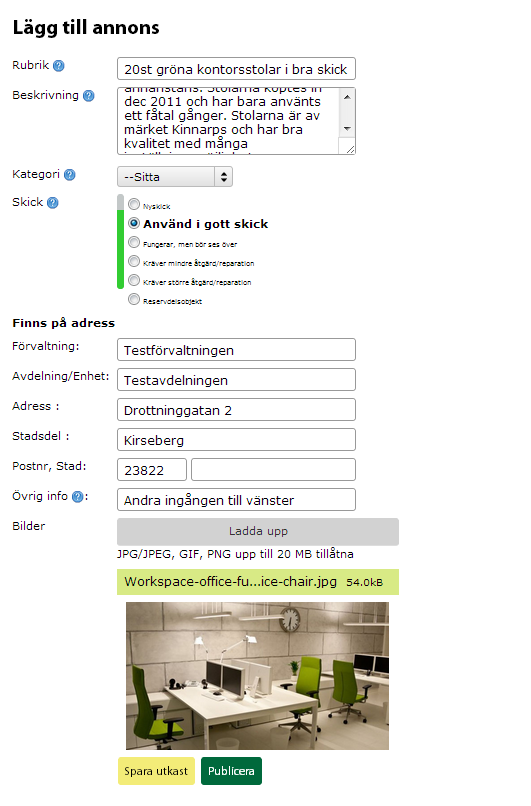 Lägg till annons
Rubrik
20st gröna kontorsstolar i bra skick
Beskrivning
annanstans. Stolarna köptes in
dec 2011 och har bara använts
ett fåtal gånger. Stolarna är av
märket Kinnarps och har bra
kvalitet med många
Kategori
--Sitta
Skick
Nyskick
Använd i gott skick
Fungerar, men bör ses över
Kräver mindre åtgärd/reparation
Kräver större åtgärd/reparation
Reservdelsobjekt
Finns på adress
Förvaltning:
Testförvaltningen
Avdelning/Enhet:
Testavdelningen
Adress :
Drottninggatan 2
Stadsdel :
Kirseberg
Postnr, Stad:
23822
Övrig info :
Andra ingången till vänster
Bilder
Ladda upp
JPG/JPEG, GIF, PNG upp till 20 MB tillåtna
Workspace-office-fu...ice-chair.jpg 54.0kB
Spara utkast
Publicera